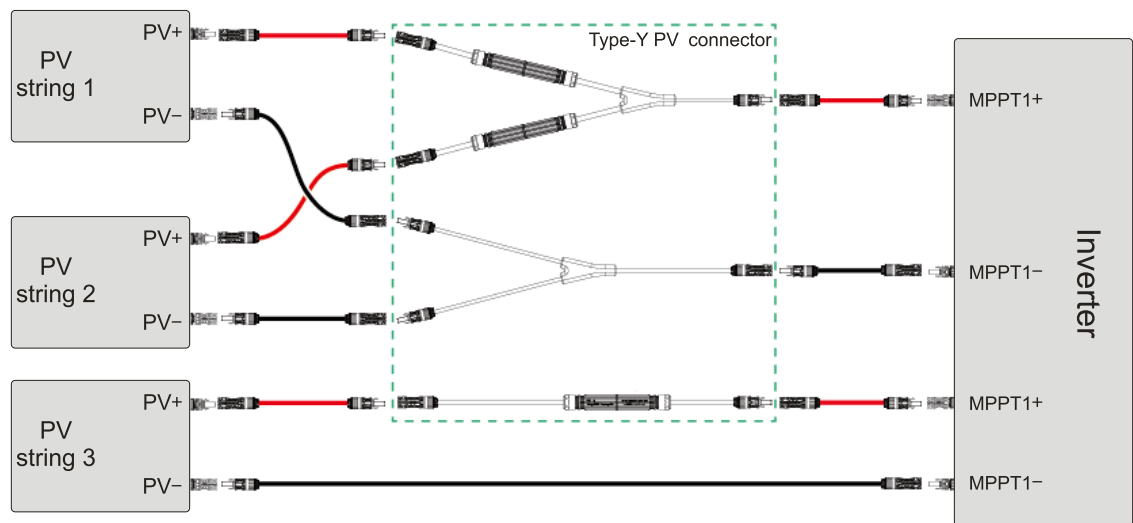 PV+
PV
string 1
PV−
Type-Y PV connector
MPPT1+
PV+
PV
string 2
PV−
MPPT1−
Inverter
PV+
PV
string 3
PV−
MPPT1+
MPPT1−